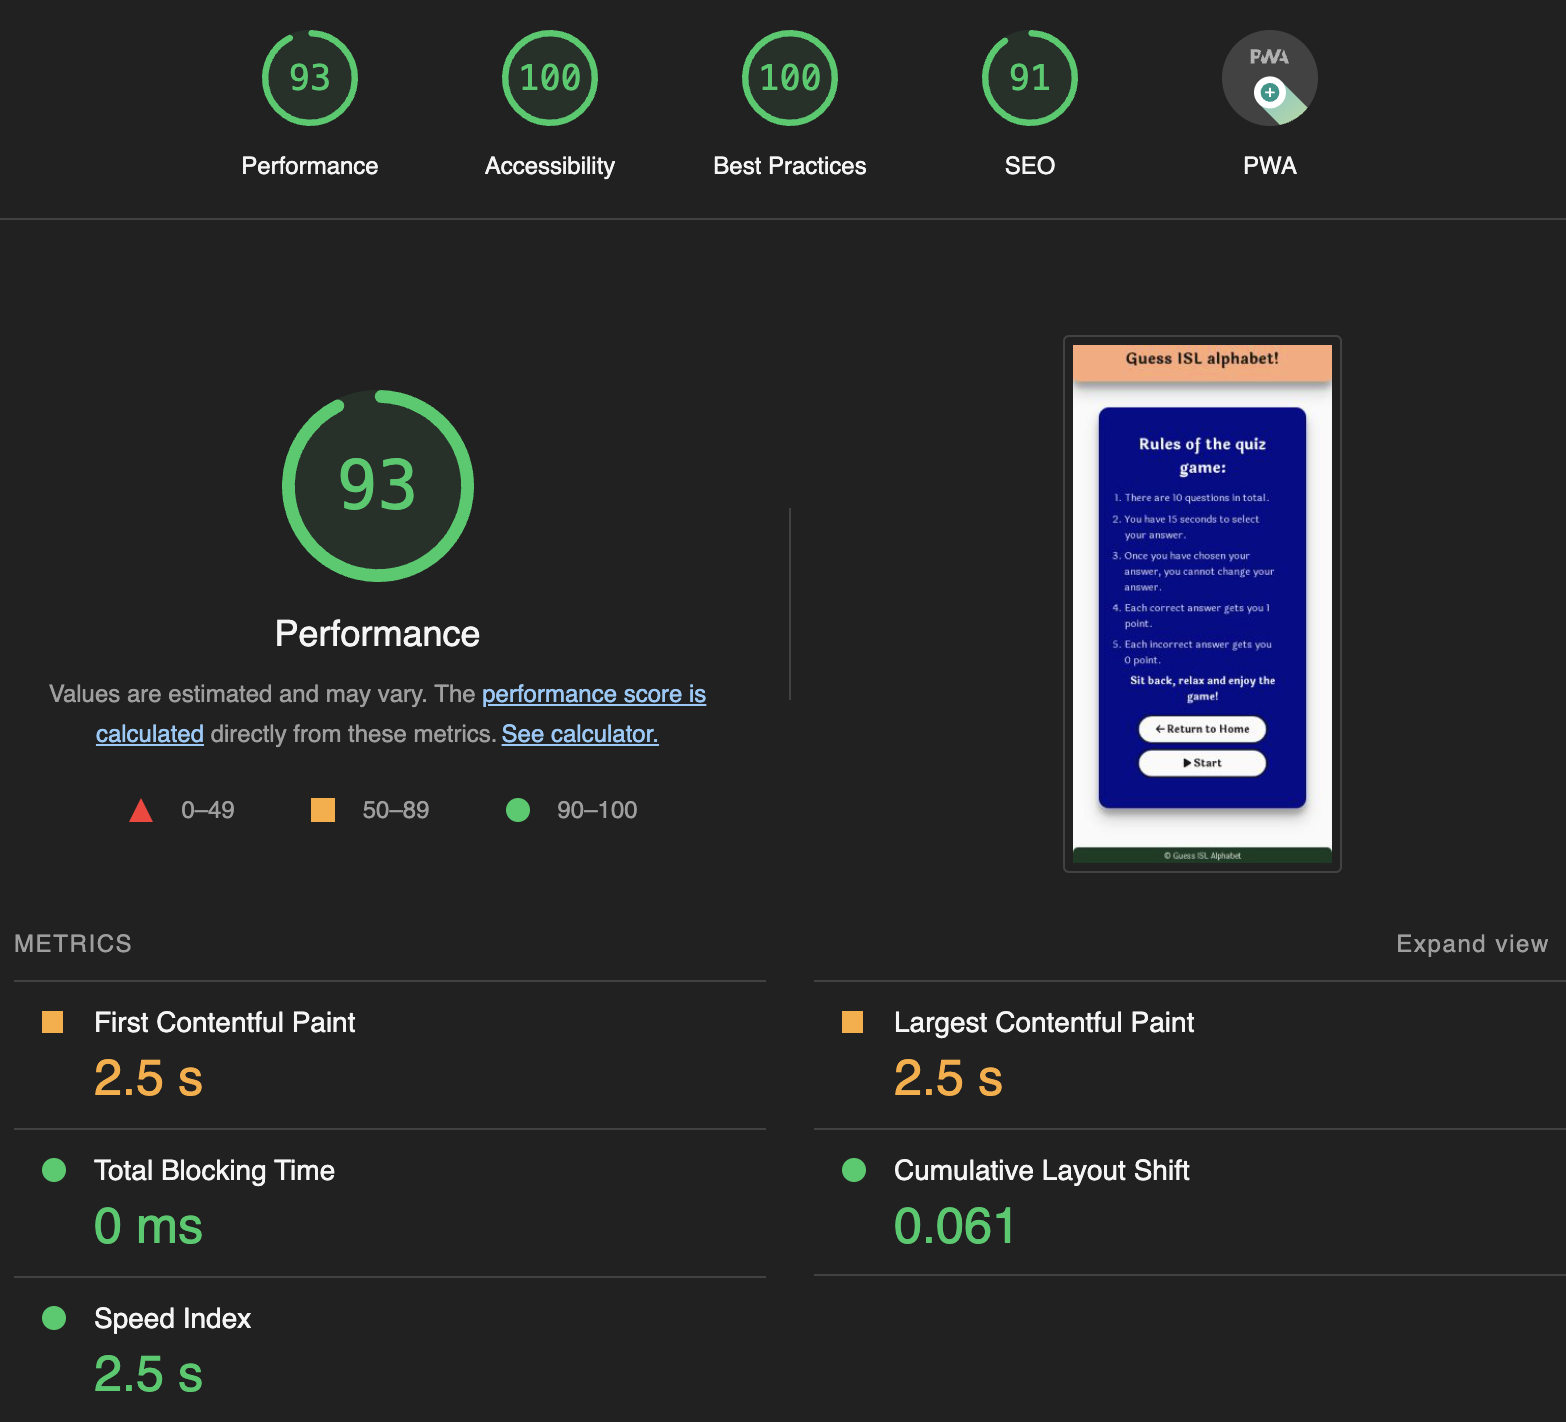 93
100
100
91
PWA
Performance
Accessibility
Best Practices
SEO
PWA
93
Performance
Values are estimated and may vary. The performance score is
calculated directly from these metrics. See calculator.
0–49
50–89
90–100
Guess ISL alphabet!
Rules of the quiz
game:
1. There are 10 questions in total.
2. You have 15 seconds to select
your answer.
3. Once you have chosen your
answer, you cannot change your
answer.
4. Each correct answer gets you 1
point.
5. Each incorrect answer gets you
0 point.
Sit back, relax and enjoy the
game!
← Return to Home
▶ Start
© Guess ISL Alphabet
METRICS
Expand view
First Contentful Paint
2.5 s
Largest Contentful Paint
2.5 s
Total Blocking Time
0 ms
Cumulative Layout Shift
0.061
Speed Index
2.5 s